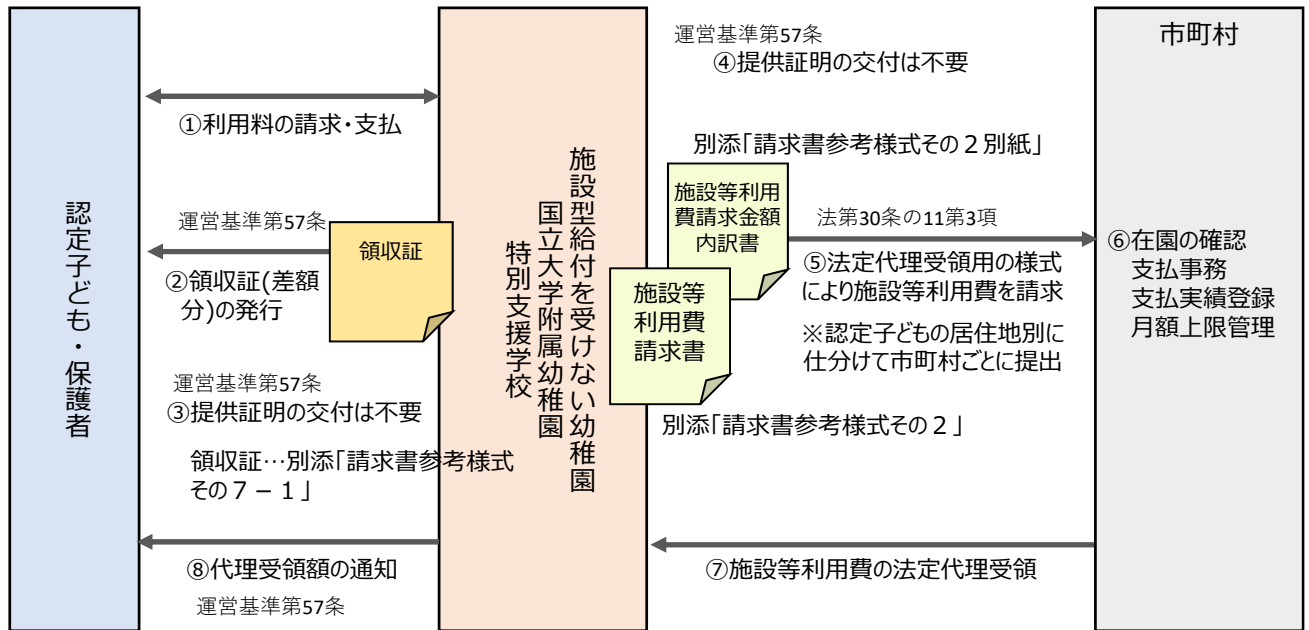 認定子ども・保護者
①利用料の請求・支払
運営基準第57条
②領収証(差額
分)の発行
領収証
運営基準第57条
③提供証明の交付は不要
領収証…別添「請求書参考様式
その７－１」
⑧代理受領額の通知
運営基準第57条
施設型給付を受けない幼稚園
国立大学附属幼稚園
特別支援学校
運営基準第57条
④提供証明の交付は不要
別添「請求書参考様式その２別紙」
施設等利用
費請求金額
内訳書
施設等
利用費
請求書
法第30条の11第3項
⑤法定代理受領用の様式
により施設等利用費を請求
※認定子どもの居住地別に
仕分けて市町村ごとに提出
別添「請求書参考様式その２」
⑦施設等利用費の法定代理受領
市町村
⑥在園の確認
支払事務
支払実績登録
月額上限管理